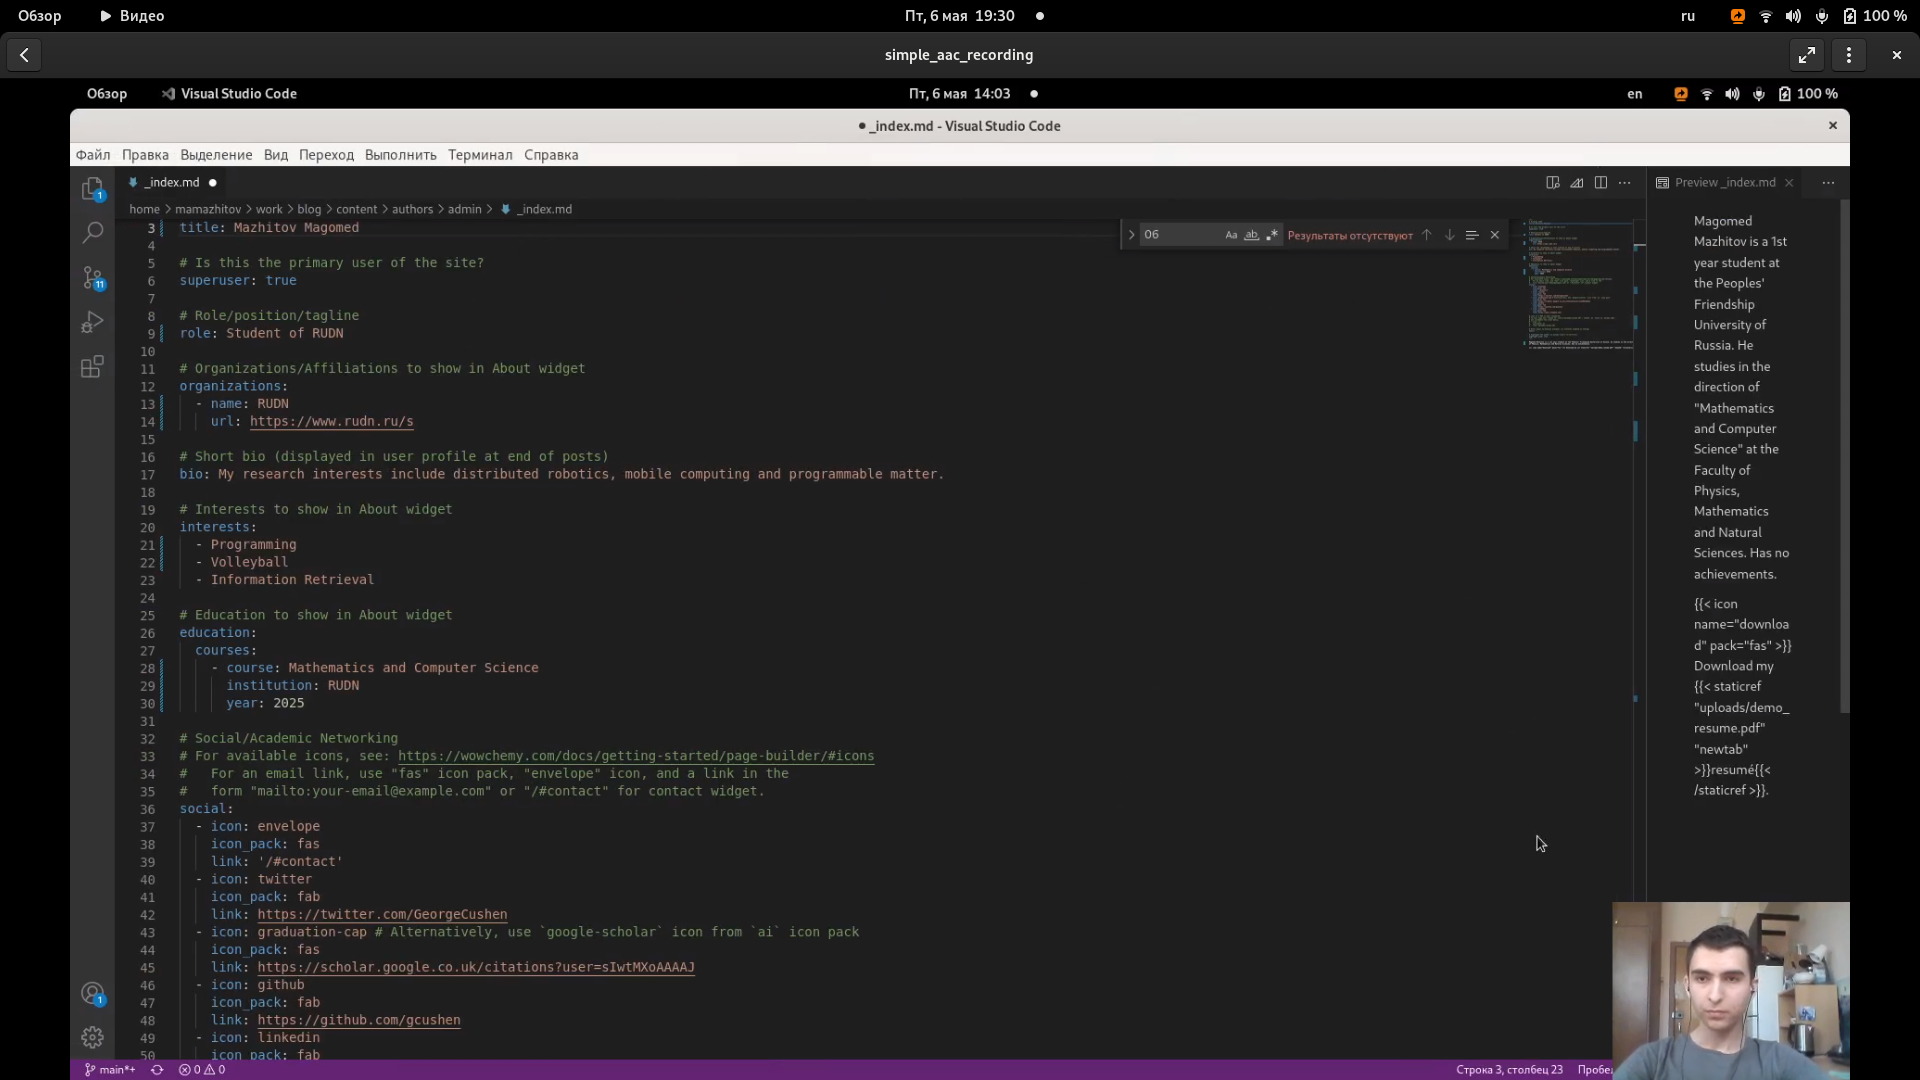 Обзор Видео Пт, 6 мая 19:30 ru 100 %
simple_aac_recording
Обзор Visual Studio Code Пт, 6 мая 14:03 en 100 %
_index.md - Visual Studio Code
Файл Правка Выделение Вид Переход Выполнить Терминал Справка
_index.md
Preview _index.md
home > mamazhitov > work > blog > content > authors > admin > _index.md
06 Aa ab Результаты отсутствуют
3 title: Mazhitov Magomed
4
5 # Is this the primary user of the site?
6 superuser: true
7
8 # Role/position/tagline
9 role: Student of RUDN
10
11 # Organizations/Affiliations to show in About widget
12 organizations:
13 - name: RUDN
14 url: https://www.rudn.ru/s
15
16 # Short bio (displayed in user profile at end of posts)
17 bio: My research interests include distributed robotics, mobile computing and programmable matter.
18
19 # Interests to show in About widget
20 interests:
21 - Programming
22 - Volleyball
23 - Information Retrieval
24
25 # Education to show in About widget
26 education:
27 courses:
28 - course: Mathematics and Computer Science
29 institution: RUDN
30 year: 2025
31
32 # Social/Academic Networking
33 # For available icons, see: https://wowchemy.com/docs/getting-started/page-builder/#icons
34 # For an email link, use "fas" icon pack, "envelope" icon, and a link in the
35 # form "mailto:your-email@example.com" or "/#contact" for contact widget.
36 social:
37 - icon: envelope
38 icon_pack: fas
39 link: '/#contact'
40 - icon: twitter
41 icon_pack: fab
42 link: https://twitter.com/GeorgeCushen
43 - icon: graduation-cap # Alternatively, use `google-scholar` icon from `ai` icon pack
44 icon_pack: fas
45 link: https://scholar.google.co.uk/citations?user=sIwtMXoAAAAJ
46 - icon: github
47 icon_pack: fab
48 link: https://github.com/gcushen
49 - icon: linkedin
50 icon_pack: fab
Magomed
Mazhitov is a 1st
year student at
the Peoples'
Friendship
University of
Russia. He
studies in the
direction of
"Mathematics
and Computer
Science" at the
Faculty of
Physics,
Mathematics
and Natural
Sciences. Has no
achievements.
{{< icon
name="downloa
d" pack="fas" >}}
Download my
{{< staticref
"uploads/demo_
resume.pdf"
"newtab"
>}}resumé{{<
/staticref >}}.
1
11
1
main*+ 0 0 Строка 3, столбец 23